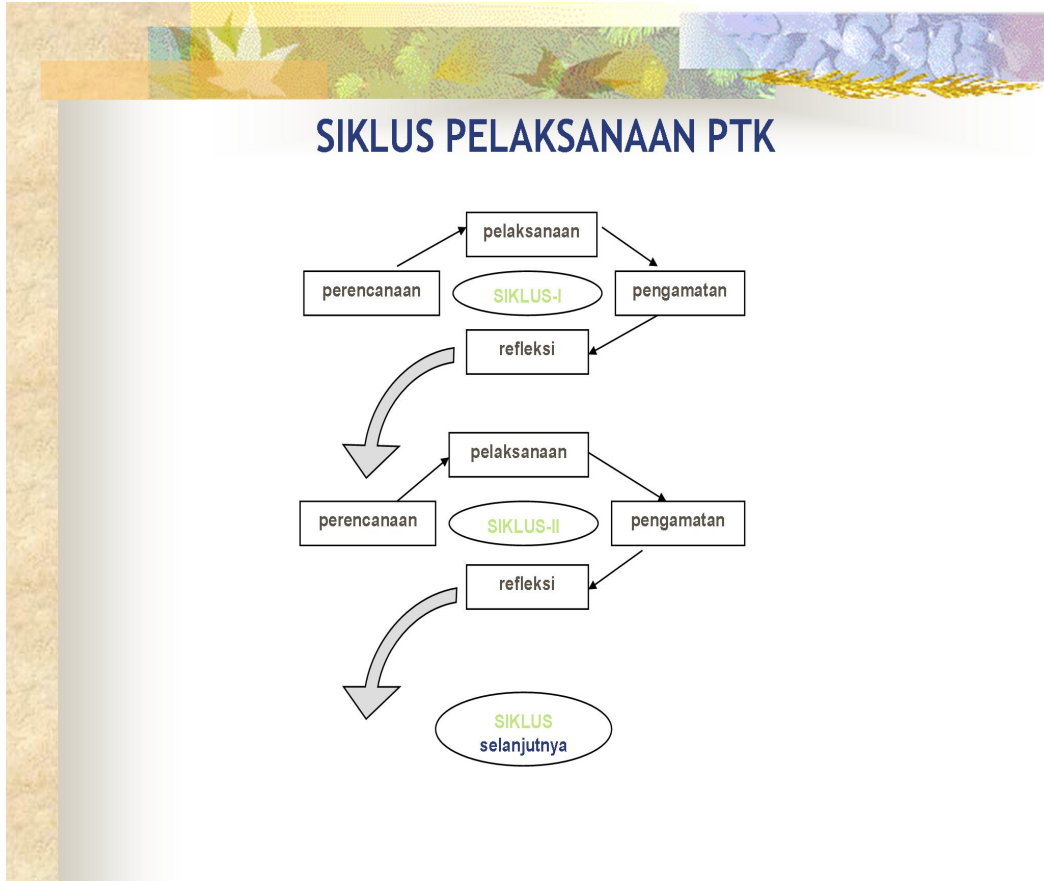 SIKLUS PELAKSANAAN PTK
pelaksanaan
perencanaan
SIKLUS-I
pengamatan
refleksi
pelaksanaan
perencanaan
SIKLUS-II
pengamatan
refleksi
SIKLUS
selanjutnya